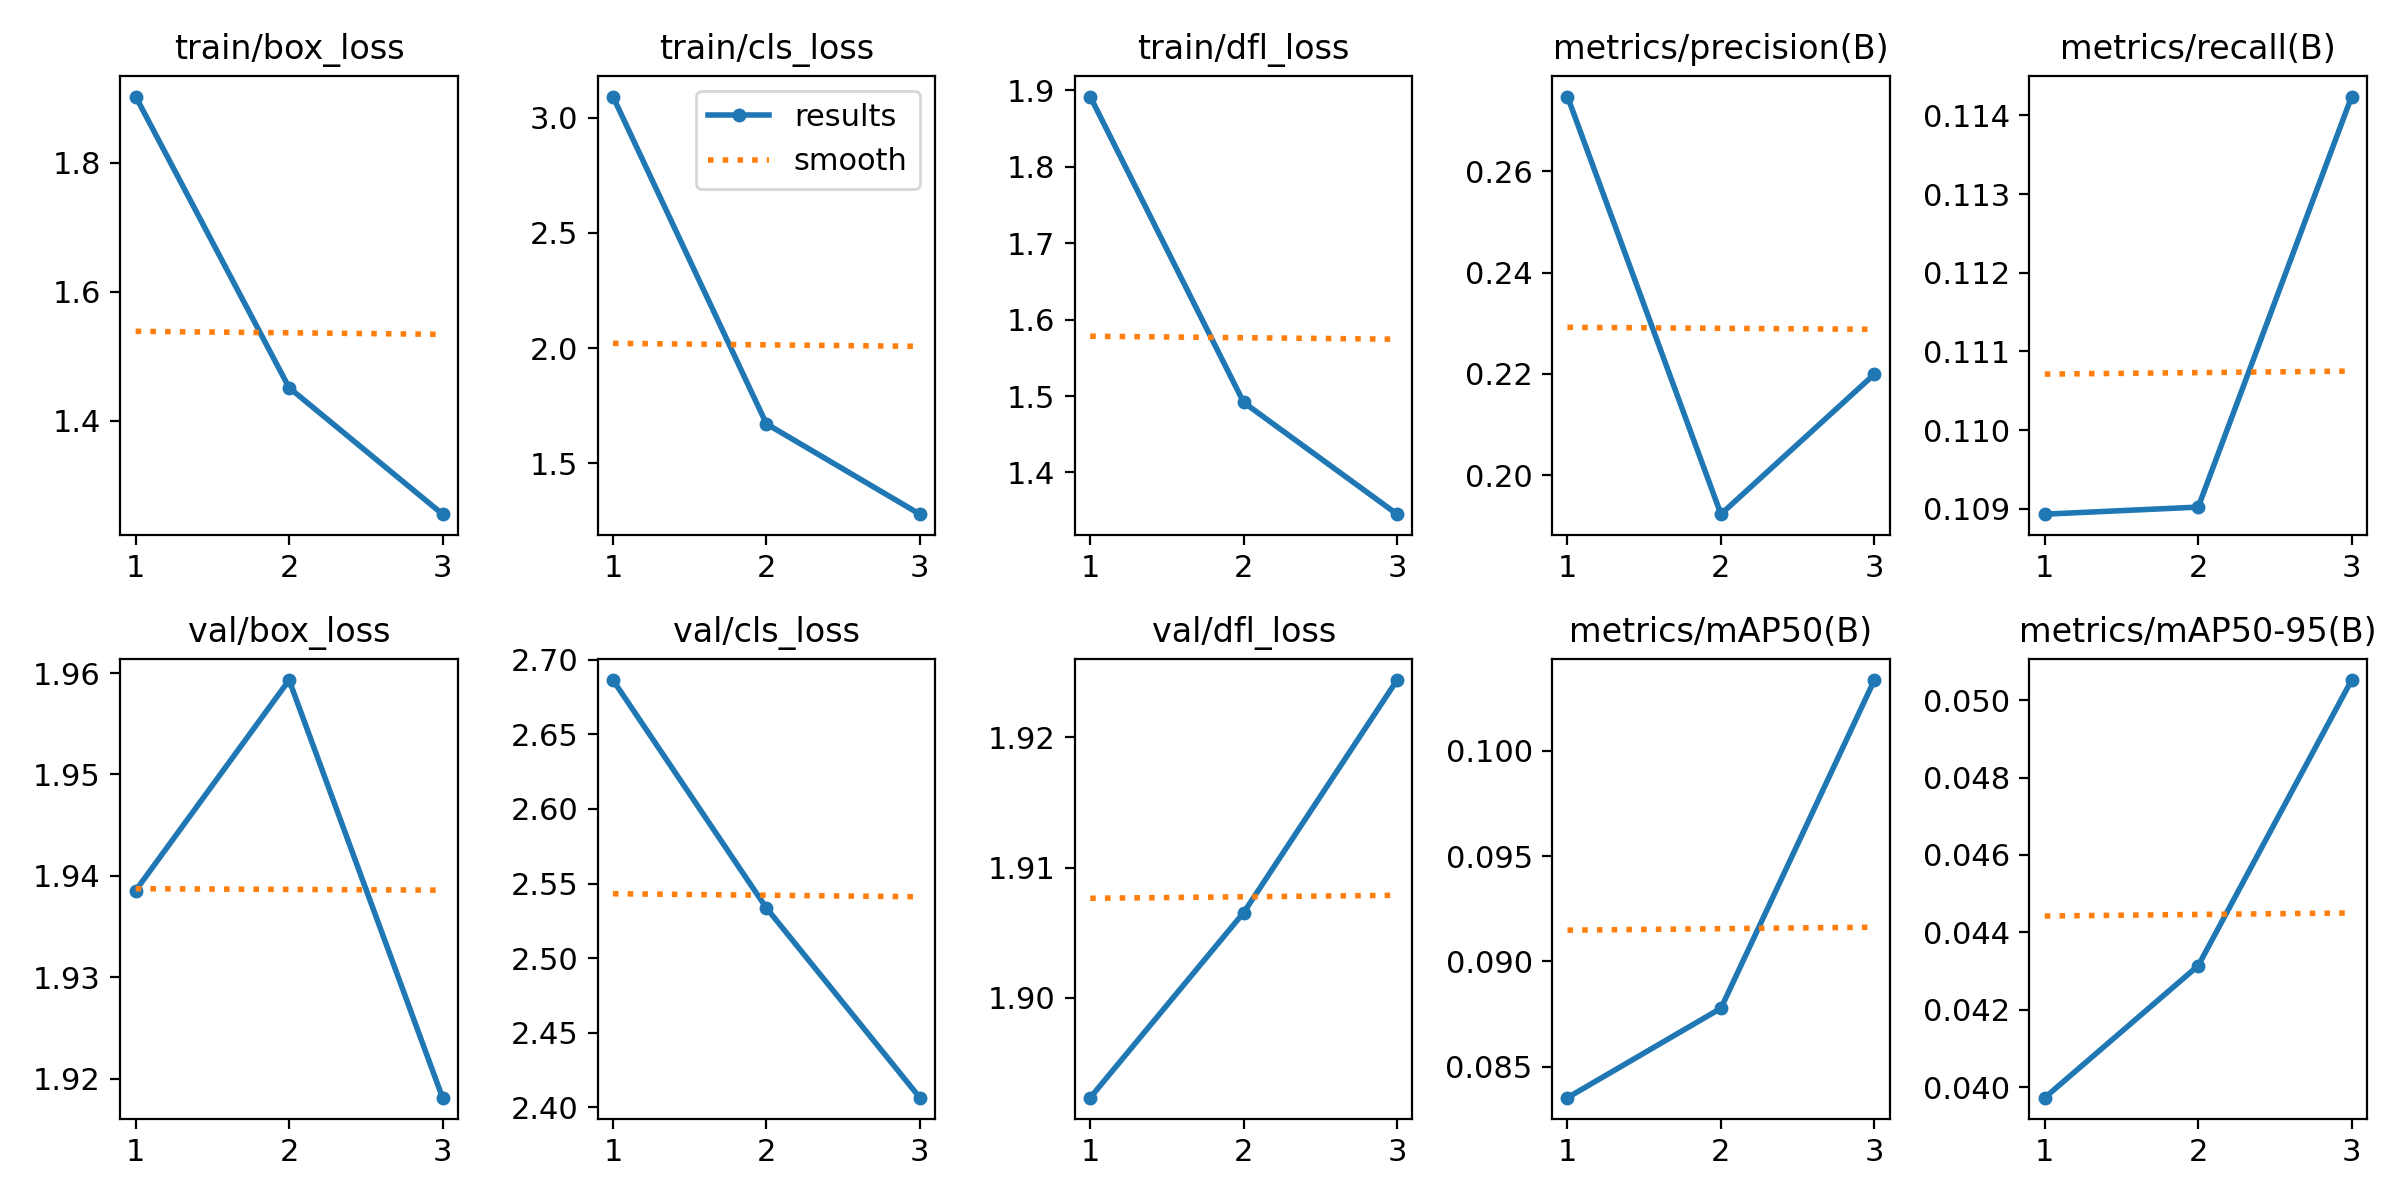 train/box_loss
1.8
1.6
1.4
1 2 3
train/cls_loss
results
smooth
3.0
2.5
2.0
1.5
1 2 3
train/dfl_loss
1.9
1.8
1.7
1.6
1.5
1.4
1 2 3
metrics/precision(B)
0.26
0.24
0.22
0.20
1 2 3
metrics/recall(B)
0.114
0.113
0.112
0.111
0.110
0.109
1 2 3
val/box_loss
1.96
1.95
1.94
1.93
1.92
1 2 3
val/cls_loss
2.70
2.65
2.60
2.55
2.50
2.45
2.40
1 2 3
val/dfl_loss
1.92
1.91
1.90
1 2 3
metrics/mAP50(B)
0.100
0.095
0.090
0.085
1 2 3
metrics/mAP50-95(B)
0.050
0.048
0.046
0.044
0.042
0.040
1 2 3